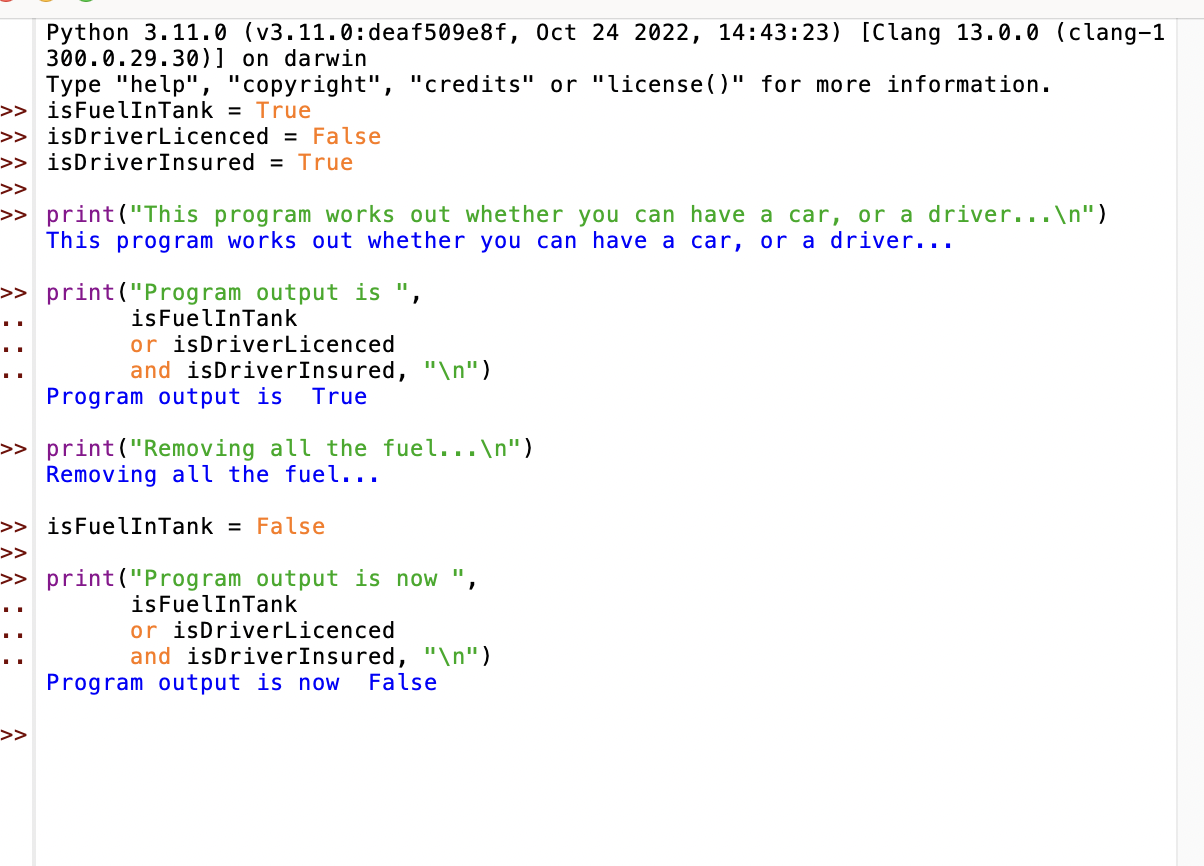 Python 3.11.0 (v3.11.0:deaf509e8f, Oct 24 2022, 14:43:23) [Clang 13.0.0 (clang-1
300.0.29.30)] on darwin
Type "help", "copyright", "credits" or "license()" for more information.
>> isFuelInTank = True
>> isDriverLicenced = False
>> isDriverInsured = True
>>
>> print("This program works out whether you can have a car, or a driver...\n")
This program works out whether you can have a car, or a driver...
>> print("Program output is ",
.. isFuelInTank
.. or isDriverLicenced
.. and isDriverInsured, "\n")
Program output is  True
>> print("Removing all the fuel...\n")
Removing all the fuel...
>> isFuelInTank = False
>>
>> print("Program output is now ",
.. isFuelInTank
.. or isDriverLicenced
.. and isDriverInsured, "\n")
Program output is now  False
>>